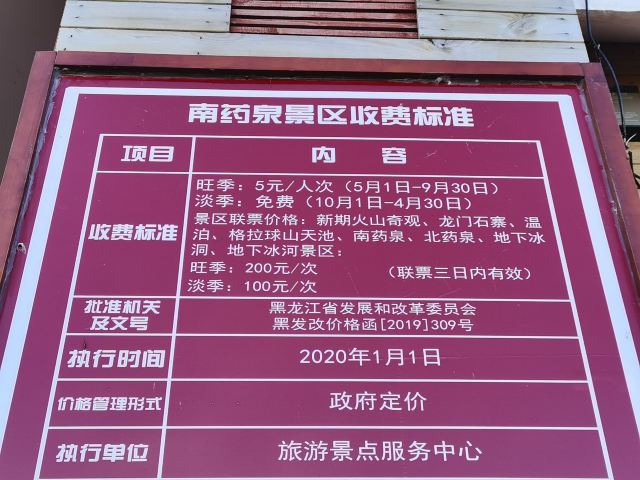 南药泉景区收费标准
项目 内容
收费标准
旺季：5元/人次（5月1日-9月30日）
淡季：免费（10月1日-4月30日）
景区联票价格：新期火山奇观、龙门石寨、温
泊、格拉球山天池、南药泉、北药泉、地下冰
洞、地下冰河景区：
旺季：200元/次 （联票三日内有效）
淡季：100元/次
批准机关
及文号
黑龙江省发展和改革委员会
黑发改价格函[2019]309号
执行时间 2020年1月1日
价格管理形式 政府定价
执行单位 旅游景点服务中心